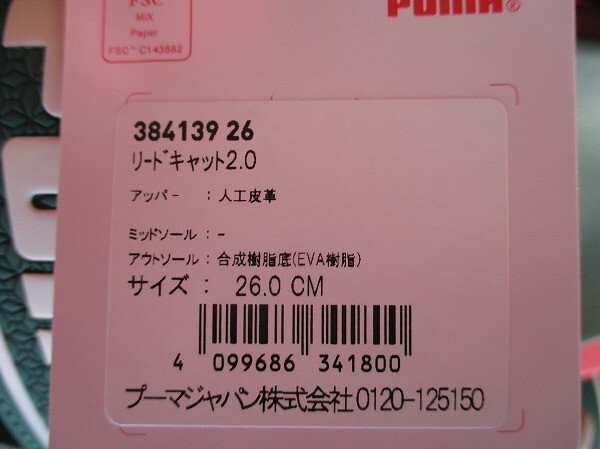 FSC
MIX
Paper
FSC™ C143882
PUMA®
384139 26
リードキャット2.0
アッパー : 人工皮革
ミッドソール : -
アウトソール : 合成樹脂底(EVA樹脂)
サイズ : 26.0 CM
4 099686 341800
プーマジャパン株式会社0120-125150